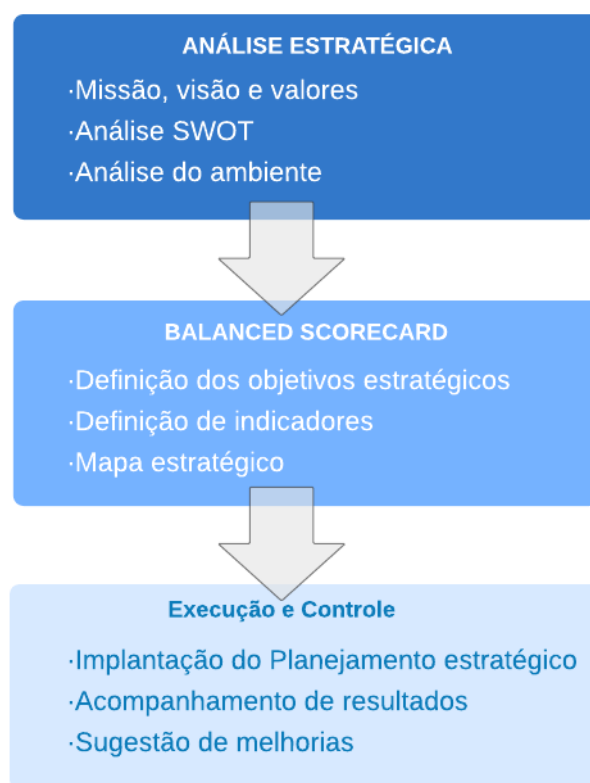 ANÁLISE ESTRATÉGICA
·Missão, visão e valores
·Análise SWOT
·Análise do ambiente
BALANCED SCORECARD
·Definição dos objetivos estratégicos
·Definição de indicadores
·Mapa estratégico
Execução e Controle
·Implantação do Planejamento estratégico
·Acompanhamento de resultados
·Sugestão de melhorias